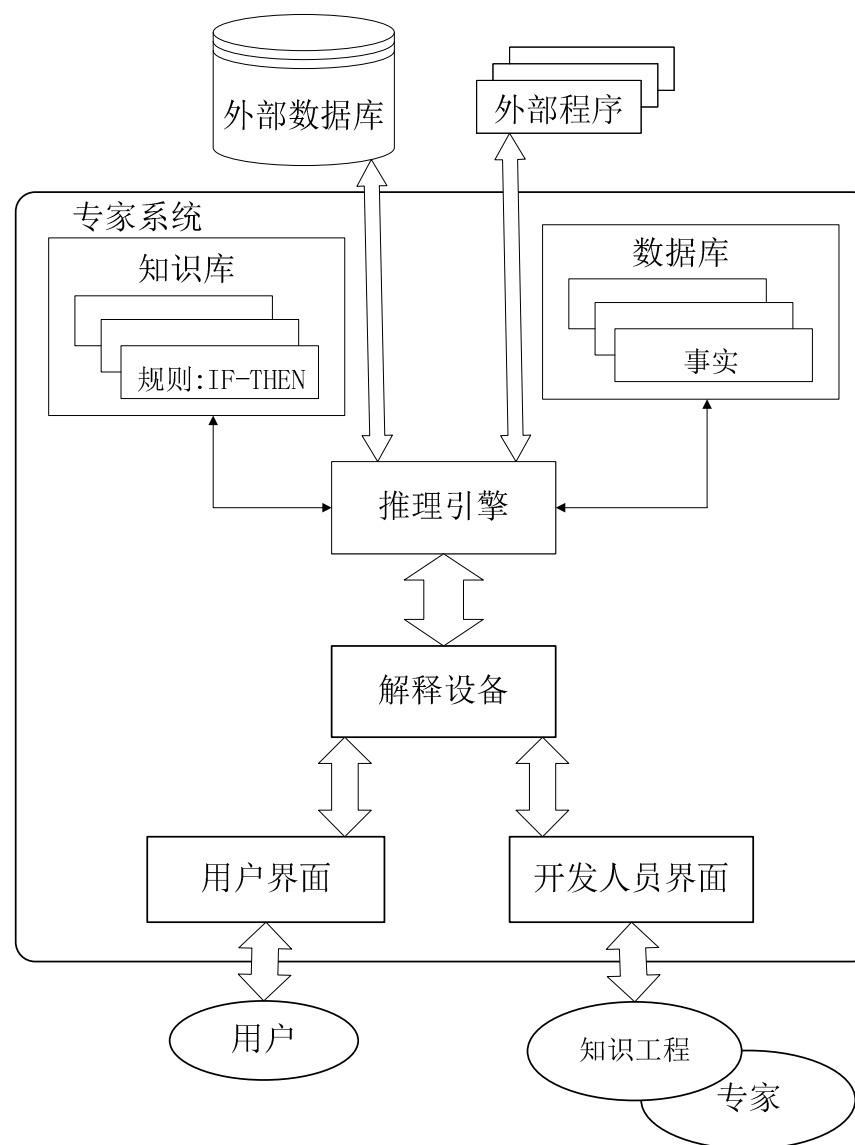 外部数据库
外部程序
专家系统
知识库
规则:IF-THEN
数据库
事实
推理引擎
解释设备
用户界面
开发人员界面
用户
知识工程
专家